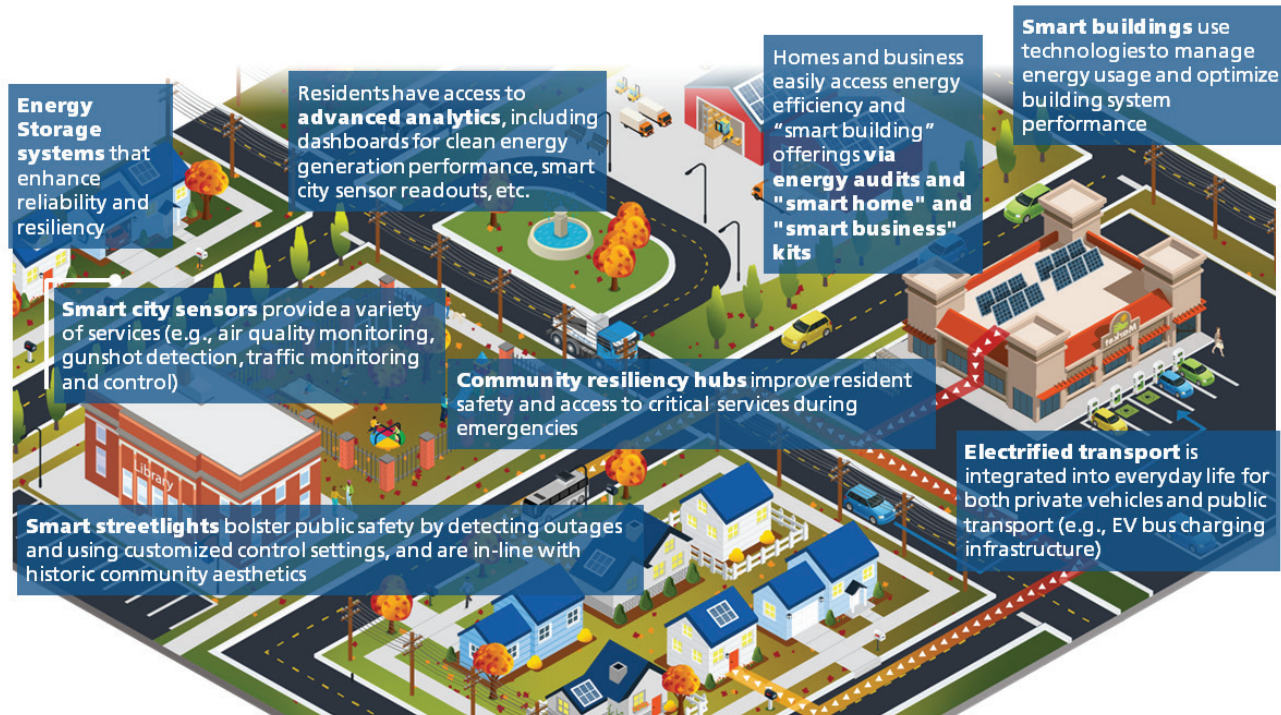 Energy
Storage
systems that
enhance
reliability and
resiliency
Residents have access to
advanced analytics, including
dashboards for clean energy
generation performance, smart
city sensor readouts, etc.
Homes and business
easily access energy
efficiency and
“smart building”
offerings via
energy audits and
"smart home" and
"smart business"
kits
Smart buildings use
technologies to manage
energy usage and optimize
building system
performance
Smart city sensors provide a variety
of services (e.g., air quality monitoring,
gunshot detection, traffic monitoring
and control)
Community resiliency hubs improve resident
safety and access to critical services during
emergencies
Market
Electrified transport is
integrated into everyday life for
both private vehicles and public
transport (e.g., EV bus charging
infrastructure)
Library
Smart streetlights bolster public safety by detecting outages
and using customized control settings, and are in-line with
historic community aesthetics